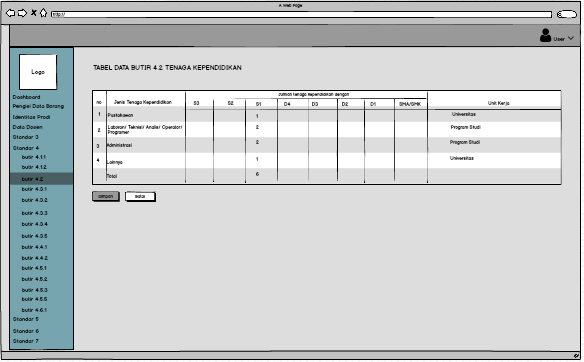 A Web Page
http://
User
Logo
Dashboard
Pengisi Data Borang
Identitas Prodi
Data Dosen
Standar 3
Standar 4
butir 4.1.1
butir 4.1.2
butir 4.2
butir 4.3.1
butir 4.3.2
butir 4.3.3
butir 4.3.4
butir 4.3.5
butir 4.4.1
butir 4.4.2
butir 4.5.1
butir 4.5.2
butir 4.5.3
butir 4.5.5
butir 4.6.1
Standar 5
Standar 6
Standar 7
TABEL DATA BUTIR 4.2 TENAGA KEPENDIDIKAN
no Jenis Tenaga Kependidikan Jumlah tenaga kependidikan dengan Unit Kerja
S3 S2 S1 D4 D3 D2 D1 SMA/SMK
1 Pustakawan 1 Universitas
2 Laboran/ Teknisi/ Analis/ Operator/ Programer 2 Program Studi
3 Administrasi 2 Program Studi
4 Lainnya 1 Universitas
Total 6
simpan batal